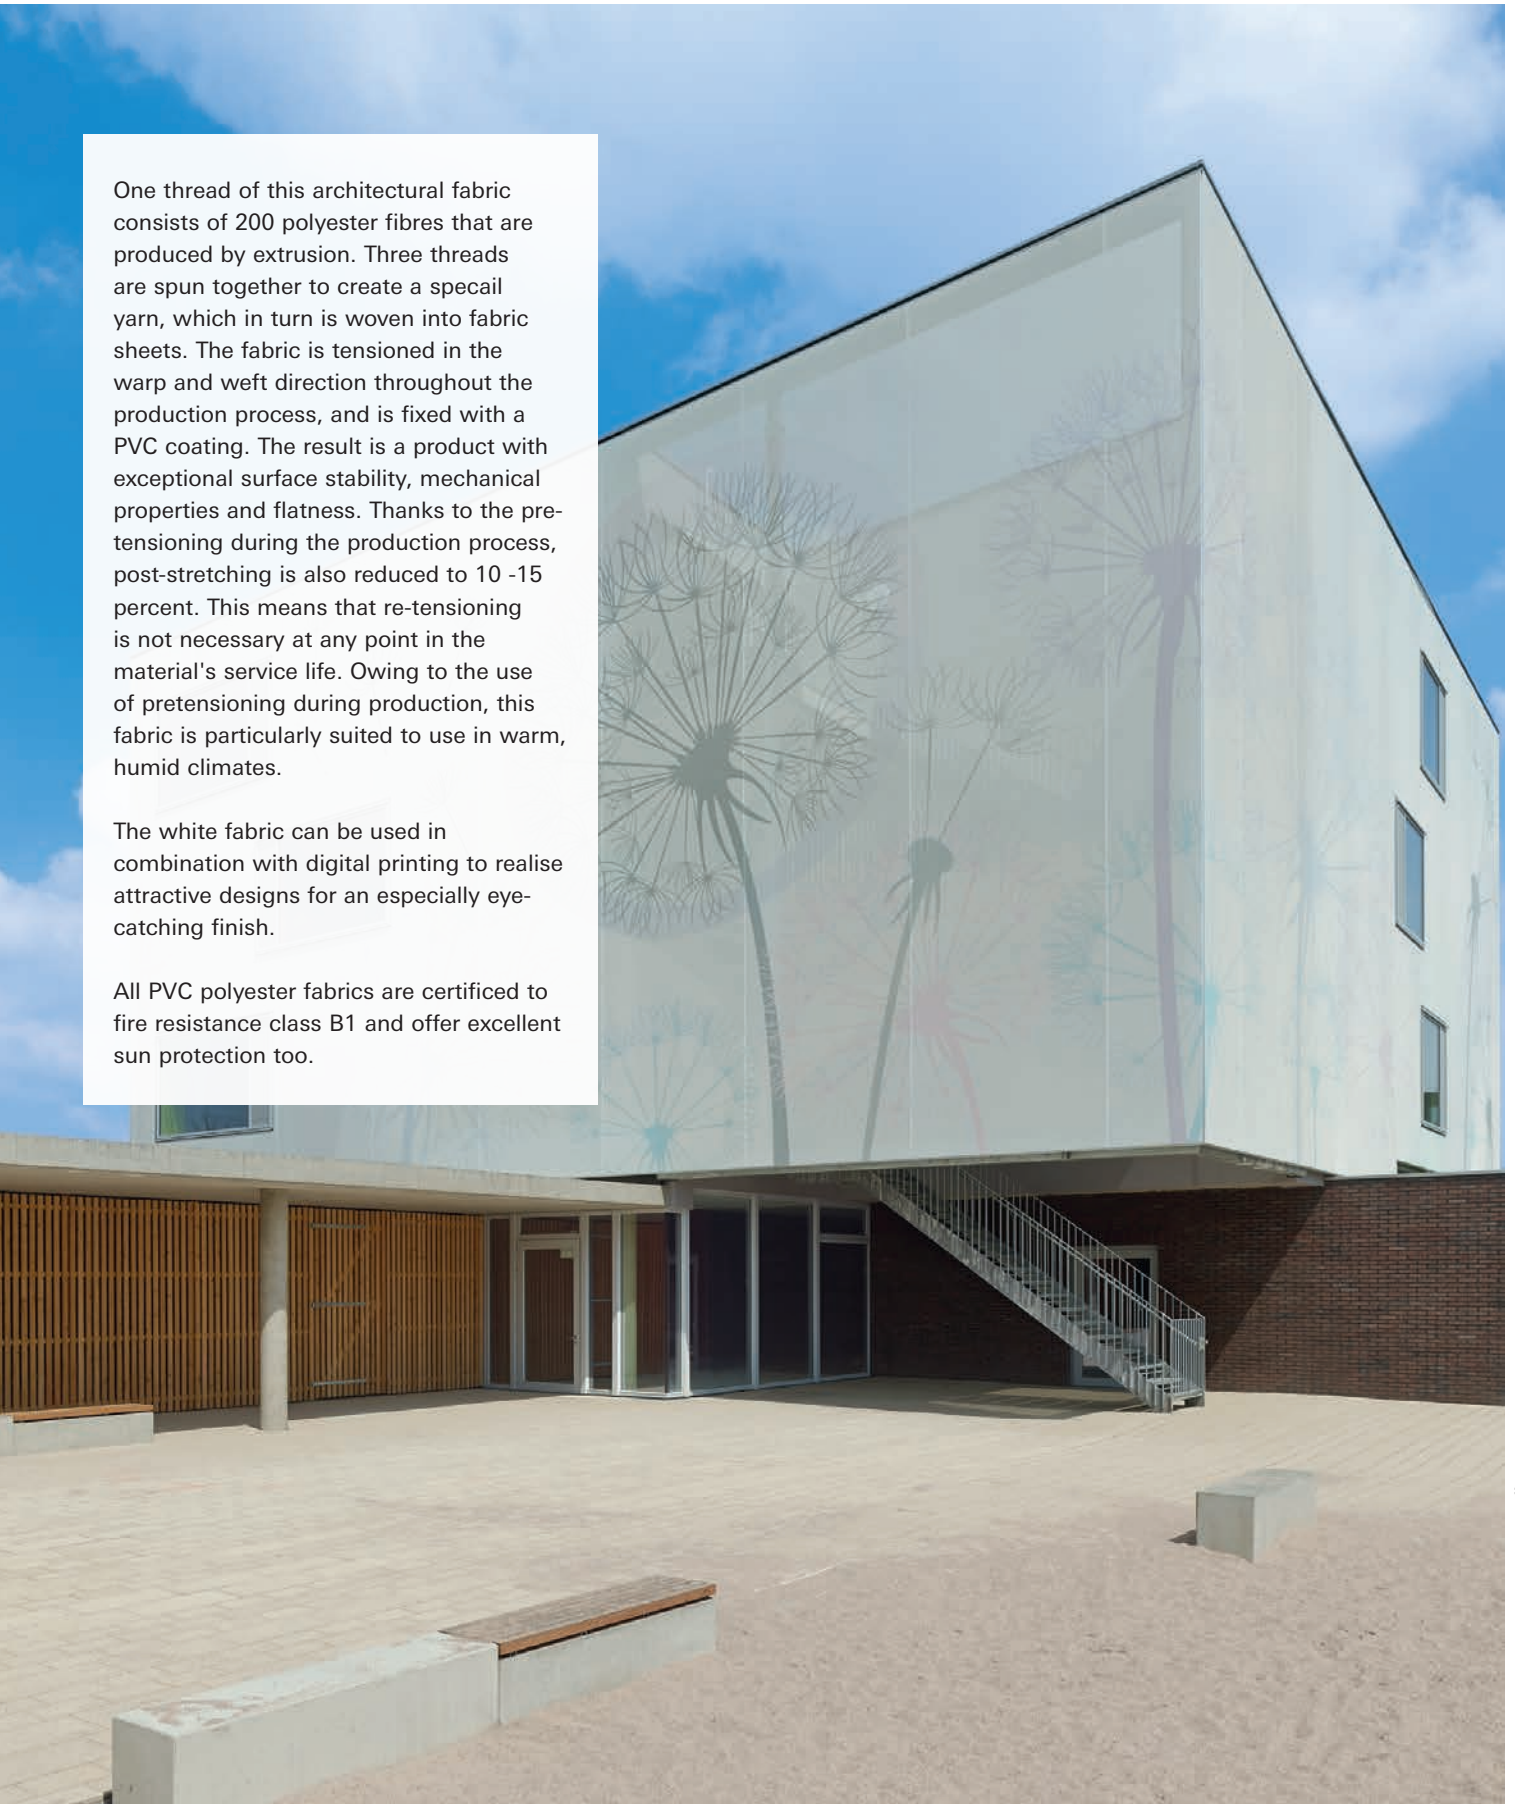 One thread of this architectural fabric
consists of 200 polyester fibres that are
produced by extrusion. Three threads
are spun together to create a specail
yarn, which in turn is woven into fabric
sheets. The fabric is tensioned in the
warp and weft direction throughout the
production process, and is fixed with a
PVC coating. The result is a product with
exceptional surface stability, mechanical
properties and flatness. Thanks to the pre-
tensioning during the production process,
post-stretching is also reduced to 10 -15
percent. This means that re-tensioning
is not necessary at any point in the
material's service life. Owing to the use
of pretensioning during production, this
fabric is particularly suited to use in warm,
humid climates.
The white fabric can be used in
combination with digital printing to realise
attractive designs for an especially eye-
catching finish.
All PVC polyester fabrics are certificed to
fire resistance class B1 and offer excellent
sun protection too.